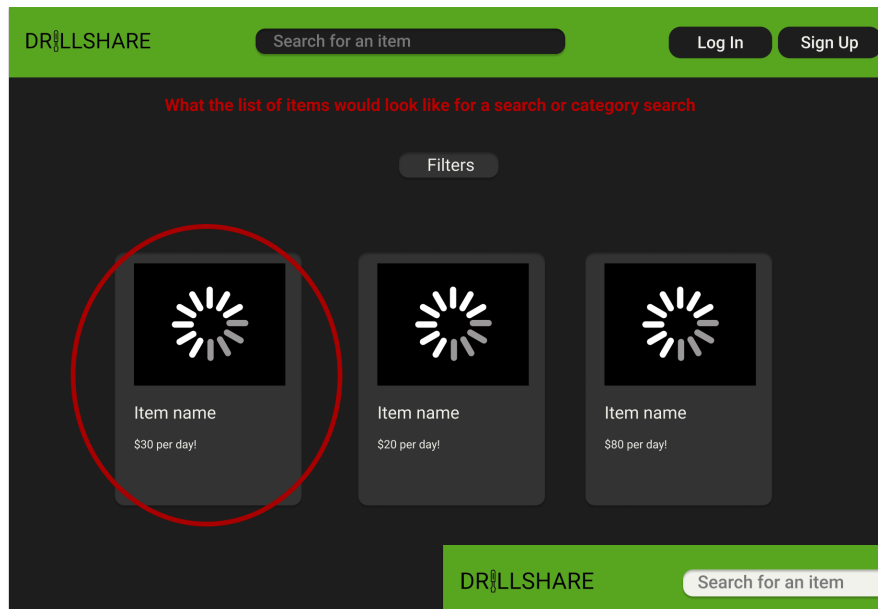 DRILLSHARE
Search for an item
Log In
Sign Up
What the list of items would look like for a search or category search
Filters
Item name
$30 per day!
Item name
$20 per day!
Item name
$80 per day!
DRILLSHARE
Search for an item